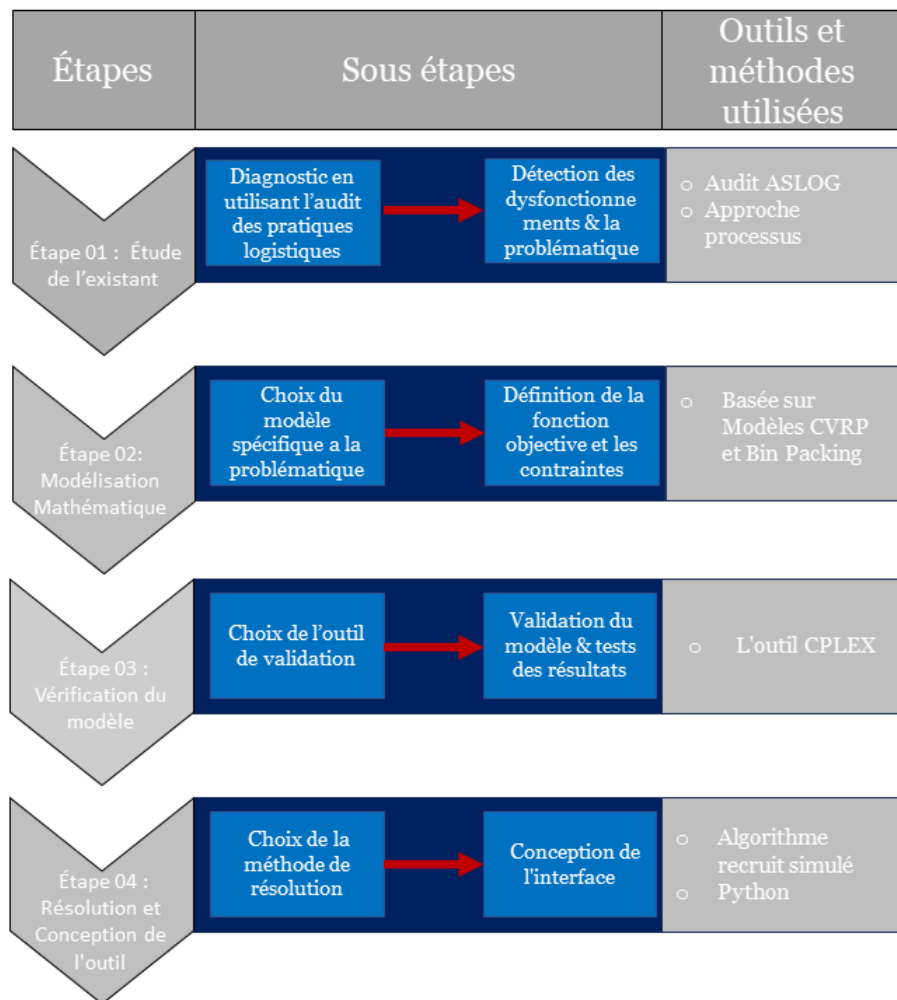 Étapes
Sous étapes
Outils et
méthodes
utilisées
Étape 01 : Étude
de l'existant
Diagnostic en
utilisant l'audit
des pratiques
logistiques
Détection des
dysfonctionne
ments & la
problématique
o Audit ASLOG
o Approche
processus
Étape 02:
Modélisation
Mathématique
Choix du
modèle
spécifique a la
problématique
Définition de la
fonction
objective et les
contraintes
o Basée sur
Modèles CVRP
et Bin Packing
Étape 03 :
Vérification du
modèle
Choix de l'outil
de validation
Validation du
modèle & tests
des résultats
o L'outil CPLEX
Étape 04 :
Résolution et
Conception de
l'outil
Choix de la
méthode de
résolution
Conception de
l'interface
o Algorithme
recruit simulé
o Python